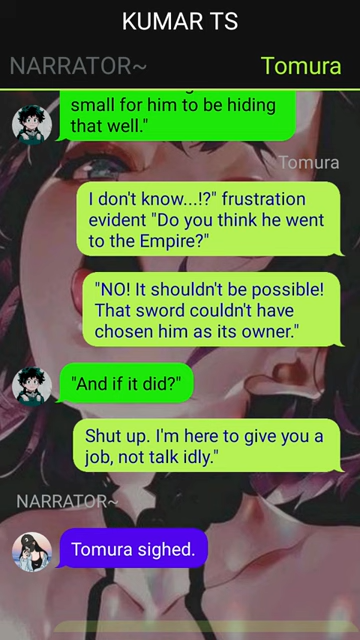 KUMAR TS
NARRATOR~
Tomura
small for him to be hiding
that well."
Tomura
I don't know...!?" frustration
evident "Do you think he went
to the Empire?"
"NO! It shouldn't be possible!
That sword couldn't have
chosen him as its owner."
"And if it did?"
Shut up. I'm here to give you a
job, not talk idly."
NARRATOR~
Tomura sighed.